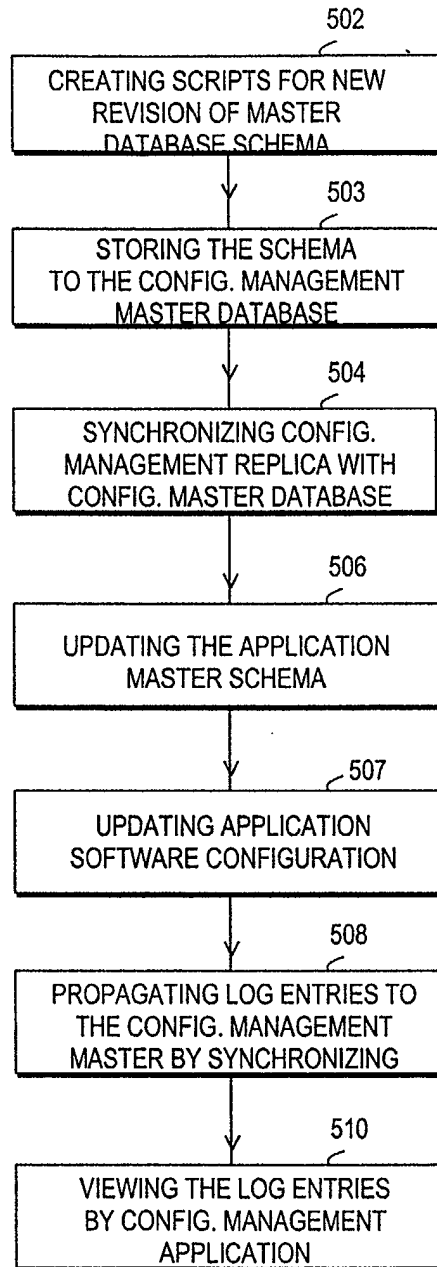 502
CREATING SCRIPTS FOR NEW
REVISION OF MASTER
DATABASE SCHEMA
503
STORING THE SCHEMA
TO THE CONFIG. MANAGEMENT
MASTER DATABASE
504
SYNCHRONIZING CONFIG.
MANAGEMENT REPLICA WITH
CONFIG. MASTER DATABASE
506
UPDATING THE APPLICATION
MASTER SCHEMA
507
UPDATING APPLICATION
SOFTWARE CONFIGURATION
508
PROPAGATING LOG ENTRIES TO
THE CONFIG. MANAGEMENT
MASTER BY SYNCHRONIZING
510
VIEWING THE LOG ENTRIES
BY CONFIG. MANAGEMENT
APPLICATION